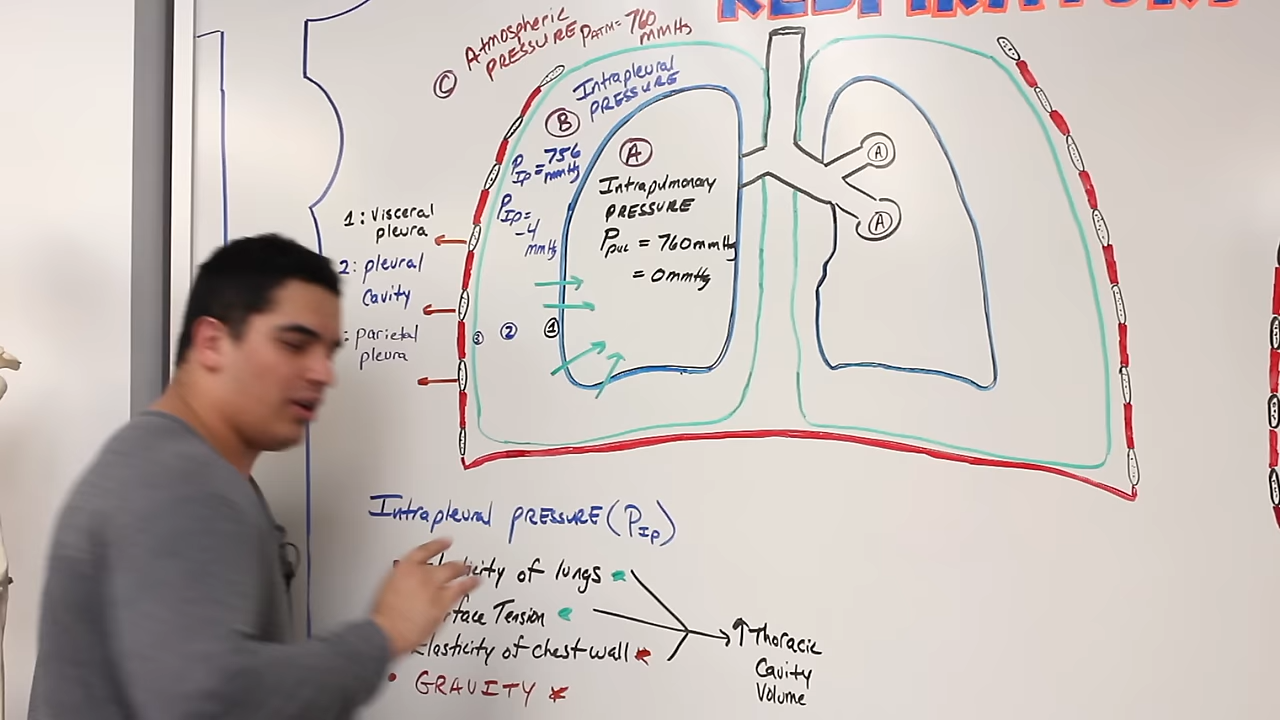 RESPIRATORY
C Atmospheric
PRESSURE PATM= 760
mmHs
Intrapleural
PRESSURE
B
PIP = 756
mmHg
PIP =
-4
mmHg
A
Intrapulmonary
PRESSURE
Ppul = 760mmHg
= 0mmHg
A
A
1: Visceral
pleura
2: pleural
Cavity
: parietal
pleura
3 2 1
Intrapleural PRESSURE (PIP)
of lungs
Tension
Elasticity of chest wall
• GRAVITY
↑ Thoracic
Cavity
Volume